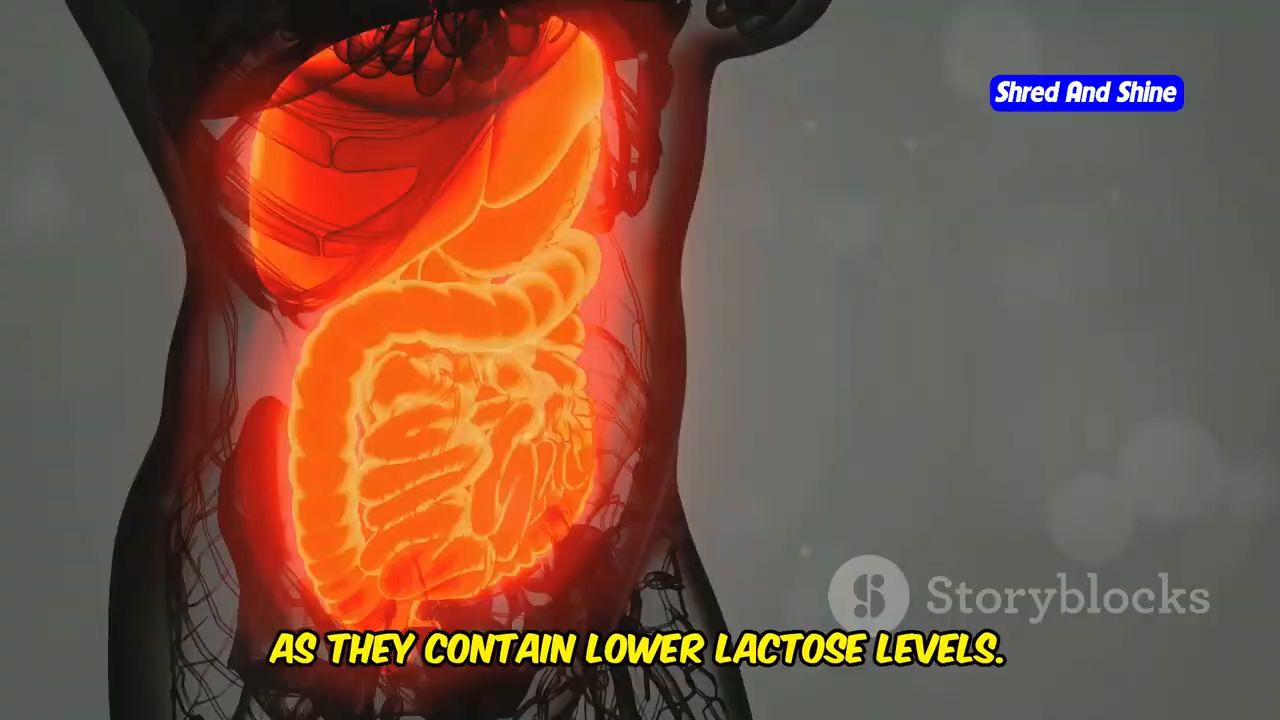 Shred And Shine
Storyblocks
AS THEY CONTAIN LOWER LACTOSE LEVELS.